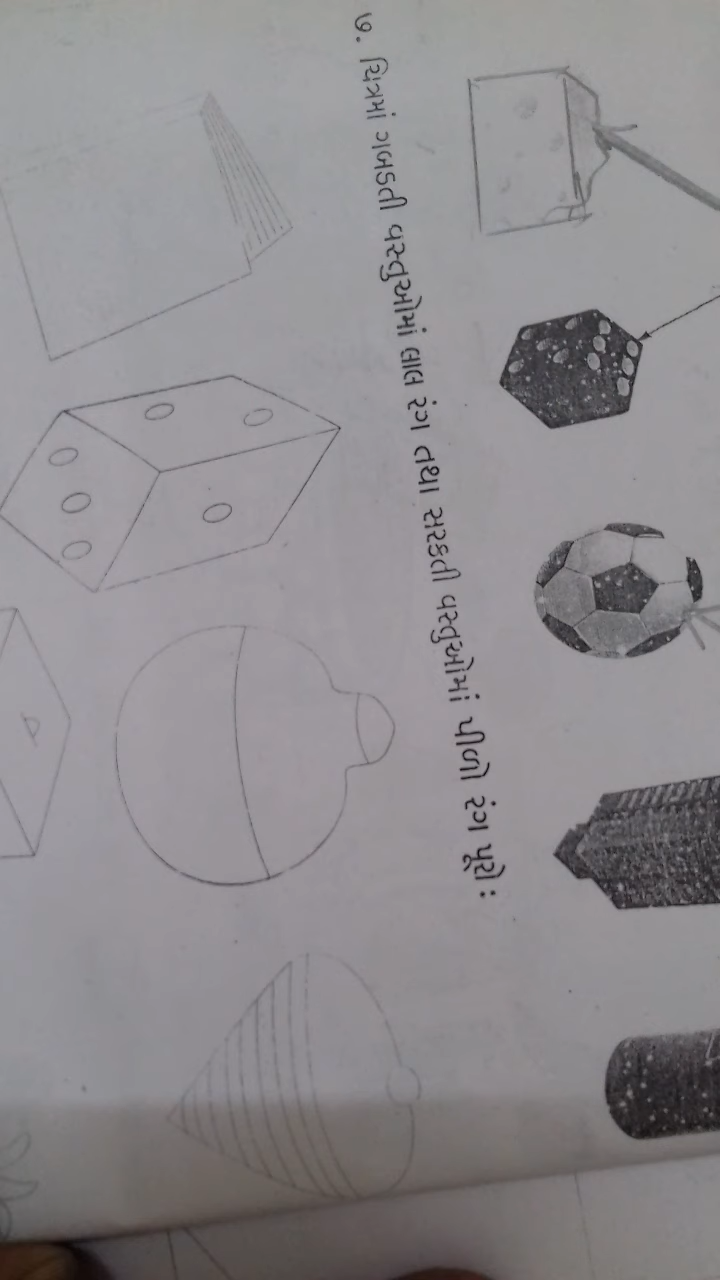 ૭. ચિત્રમાં ગબડતી વસ્તુઓમાં લાલ રંગ તથા સરકતી વસ્તુઓમાં પીળો રંગ પૂરો :